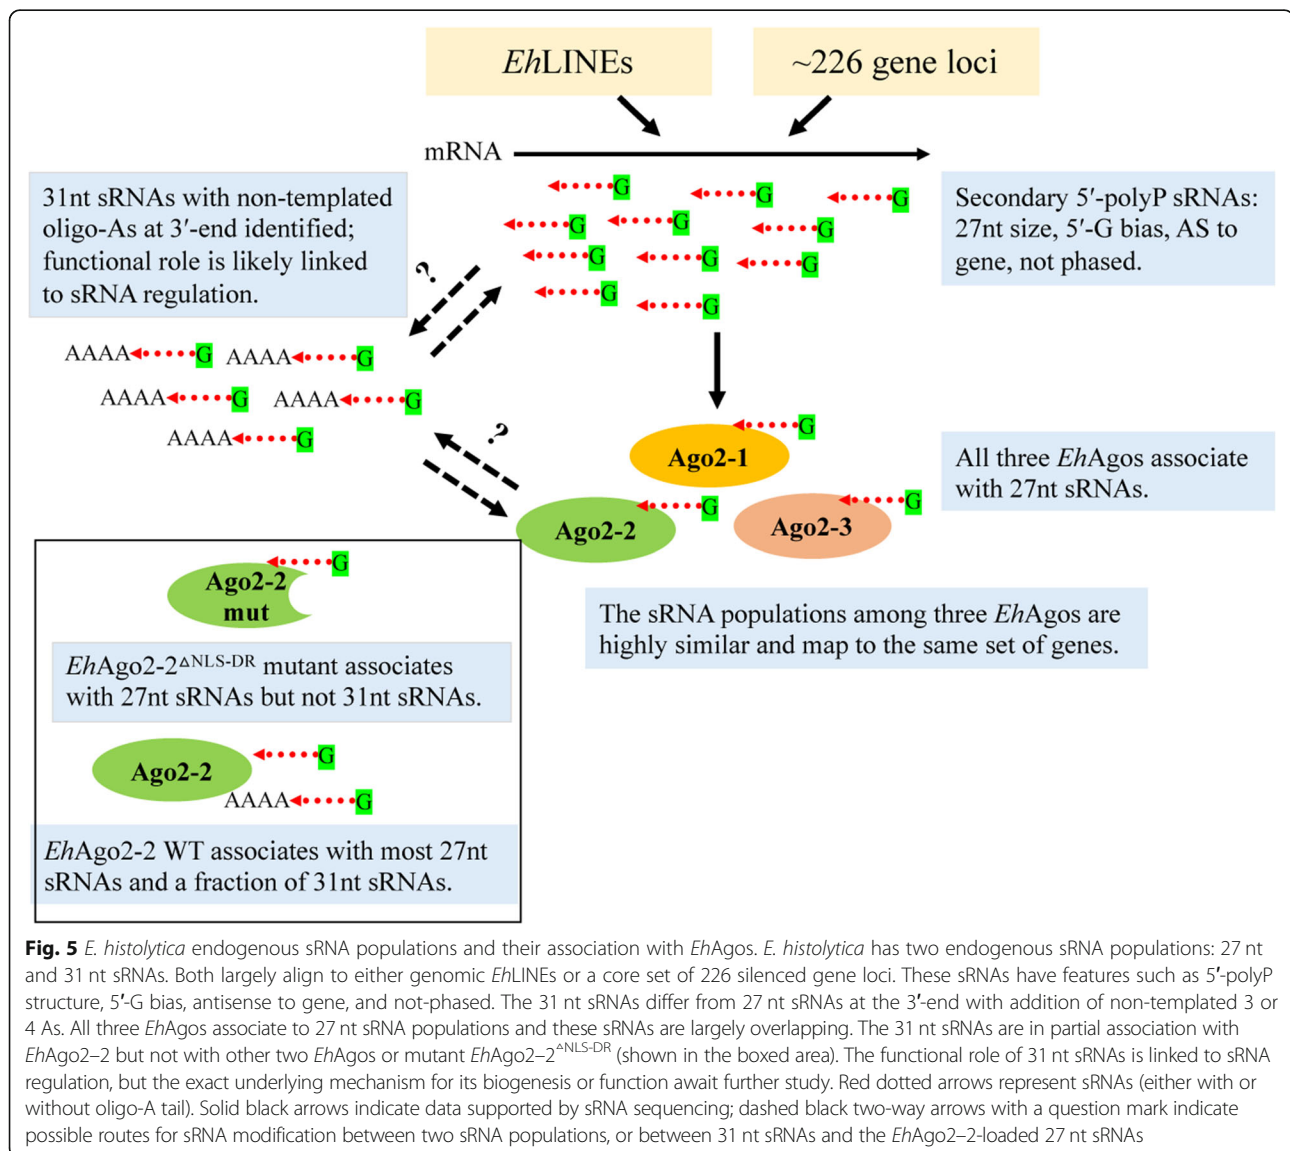 EhLINEs
~226 gene loci
mRNA
G
G
G
G
G
G
G
G
G
G
G
G
31nt sRNAs with non-templated
oligo-As at 3′-end identified;
functional role is likely linked
to sRNA regulation.
Secondary 5′-polyP sRNAs:
27nt size, 5′-G bias, AS to
gene, not phased.
?
AAAA G
AAAA G
AAAA G
AAAA G
AAAA G
?
G
Ago2-1
G
Ago2-2
G
Ago2-3
All three EhAgos associate
with 27nt sRNAs.
The sRNA populations among three EhAgos are
highly similar and map to the same set of genes.
G
Ago2-2
mut
EhAgo2-2ΔNLS-DR mutant associates
with 27nt sRNAs but not 31nt sRNAs.
G
Ago2-2
AAAA G
EhAgo2-2 WT associates with most 27nt
sRNAs and a fraction of 31nt sRNAs.
Fig. 5 E. histolytica endogenous sRNA populations and their association with EhAgos. E. histolytica has two endogenous sRNA populations: 27 nt
and 31 nt sRNAs. Both largely align to either genomic EhLINEs or a core set of 226 silenced gene loci. These sRNAs have features such as 5′-polyP
structure, 5′-G bias, antisense to gene, and not-phased. The 31 nt sRNAs differ from 27 nt sRNAs at the 3′-end with addition of non-templated 3 or
4 As. All three EhAgos associate to 27 nt sRNA populations and these sRNAs are largely overlapping. The 31 nt sRNAs are in partial association with
EhAgo2–2 but not with other two EhAgos or mutant EhAgo2–2ΔNLS-DR (shown in the boxed area). The functional role of 31 nt sRNAs is linked to sRNA
regulation, but the exact underlying mechanism for its biogenesis or function await further study. Red dotted arrows represent sRNAs (either with or
without oligo-A tail). Solid black arrows indicate data supported by sRNA sequencing; dashed black two-way arrows with a question mark indicate
possible routes for sRNA modification between two sRNA populations, or between 31 nt sRNAs and the EhAgo2–2-loaded 27 nt sRNAs